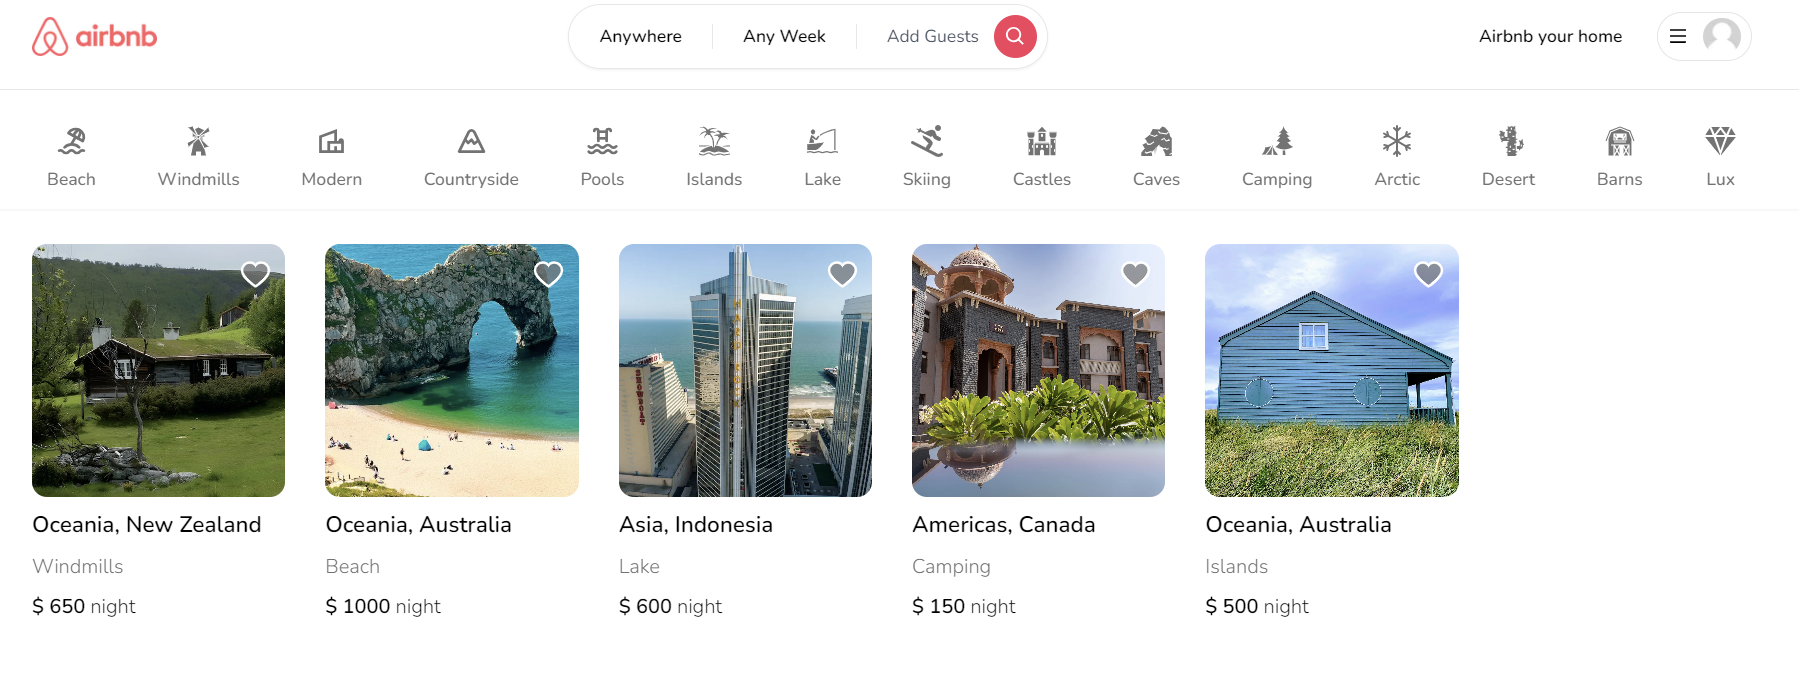 airbnb
Anywhere
Any Week
Add Guests
Airbnb your home
Beach
Windmills
Modern
Countryside
Pools
Islands
Lake
Skiing
Castles
Caves
Camping
Arctic
Desert
Barns
Lux
SHOWBOAT
Oceania, New Zealand
Oceania, Australia
Asia, Indonesia
Americas, Canada
Oceania, Australia
Windmills
Beach
Lake
Camping
Islands
$ 650 night
$ 1000 night
$ 600 night
$ 150 night
$ 500 night